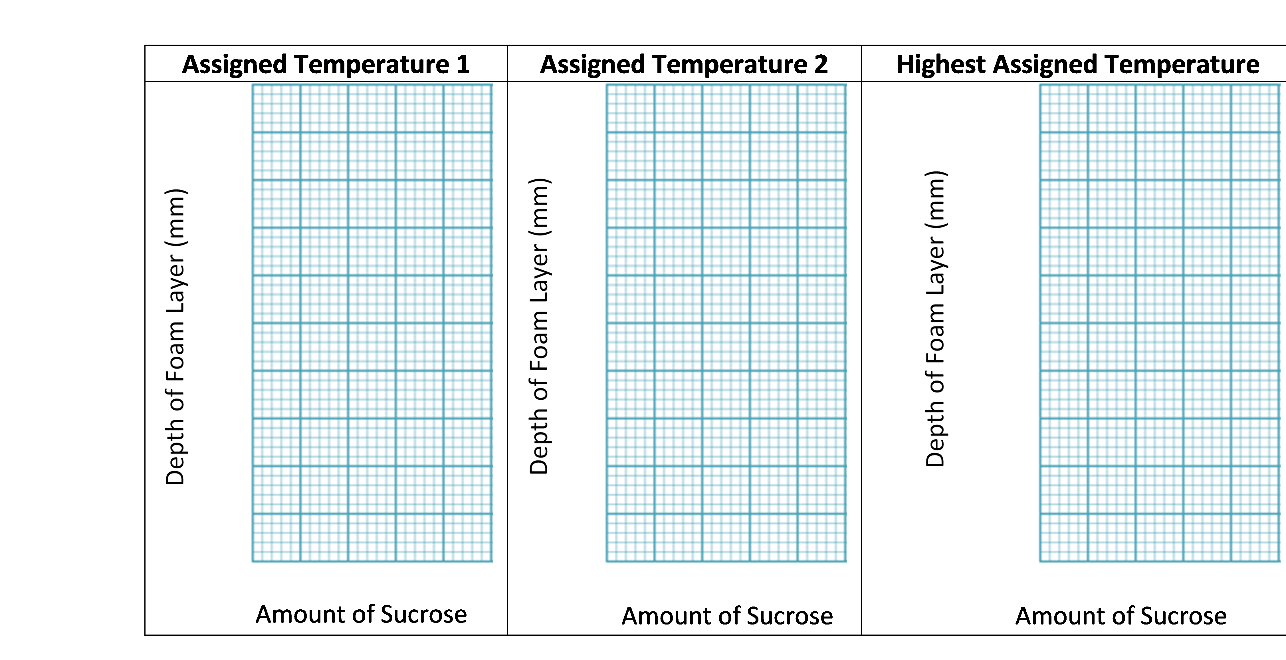 Assigned Temperature 1
Assigned Temperature 2
Highest Assigned Temperature
Depth of Foam Layer (mm)
Depth of Foam Layer (mm)
Depth of Foam Layer (mm)
Amount of Sucrose
Amount of Sucrose
Amount of Sucrose